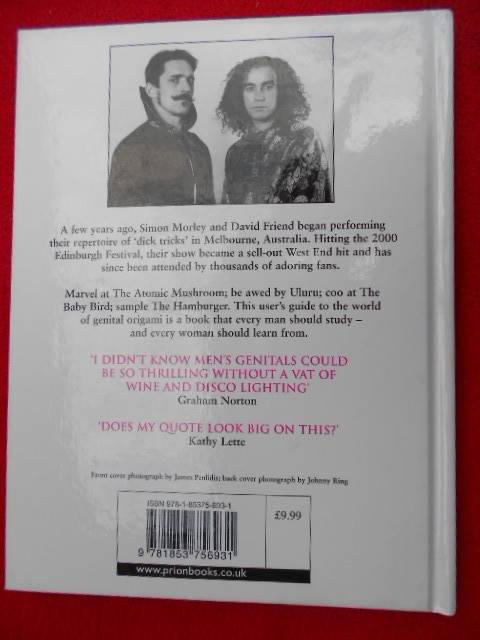 A few years ago, Simon Morley and David Friend began performing
their repertoire of 'dick tricks' in Melbourne, Australia. Hitting the 2000
Edinburgh Festival, their show became a sell-out West End hit and has
since been attended by thousands of adoring fans.
Marvel at The Atomic Mushroom; be awed by Uluru; coo at The
Baby Bird; sample The Hamburger. This user's guide to the world
of genital origami is a book that every man should study –
and every woman should learn from.
'I DIDN'T KNOW MEN'S GENITALS COULD
BE SO THRILLING WITHOUT A VAT OF
WINE AND DISCO LIGHTING'
Graham Norton
'DOES MY QUOTE LOOK BIG ON THIS?'
Kathy Lette
Front cover photograph by James Penlidis; back cover photograph by Johnny Ring
ISBN 978-1-85375-693-1
£9.99
9 781853 756931
www.prionbooks.co.uk